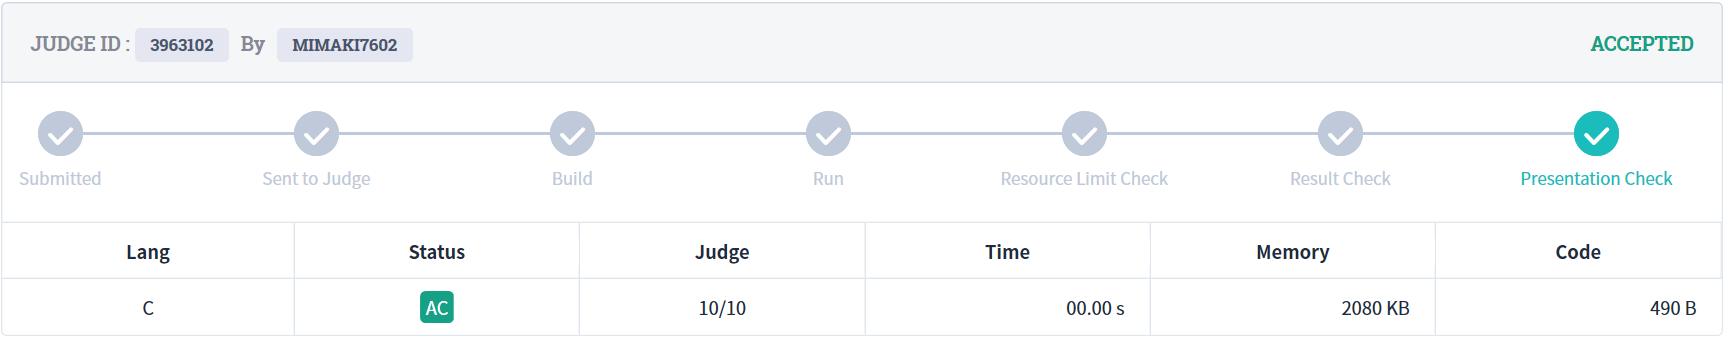 JUDGE ID : 3963102 By MIMAKI7602 ACCEPTED
Submitted Sent to Judge Build Run Resource Limit Check Result Check Presentation Check
Lang Status Judge Time Memory Code
C AC 10/10 00.00 s 2080 KB 490 B